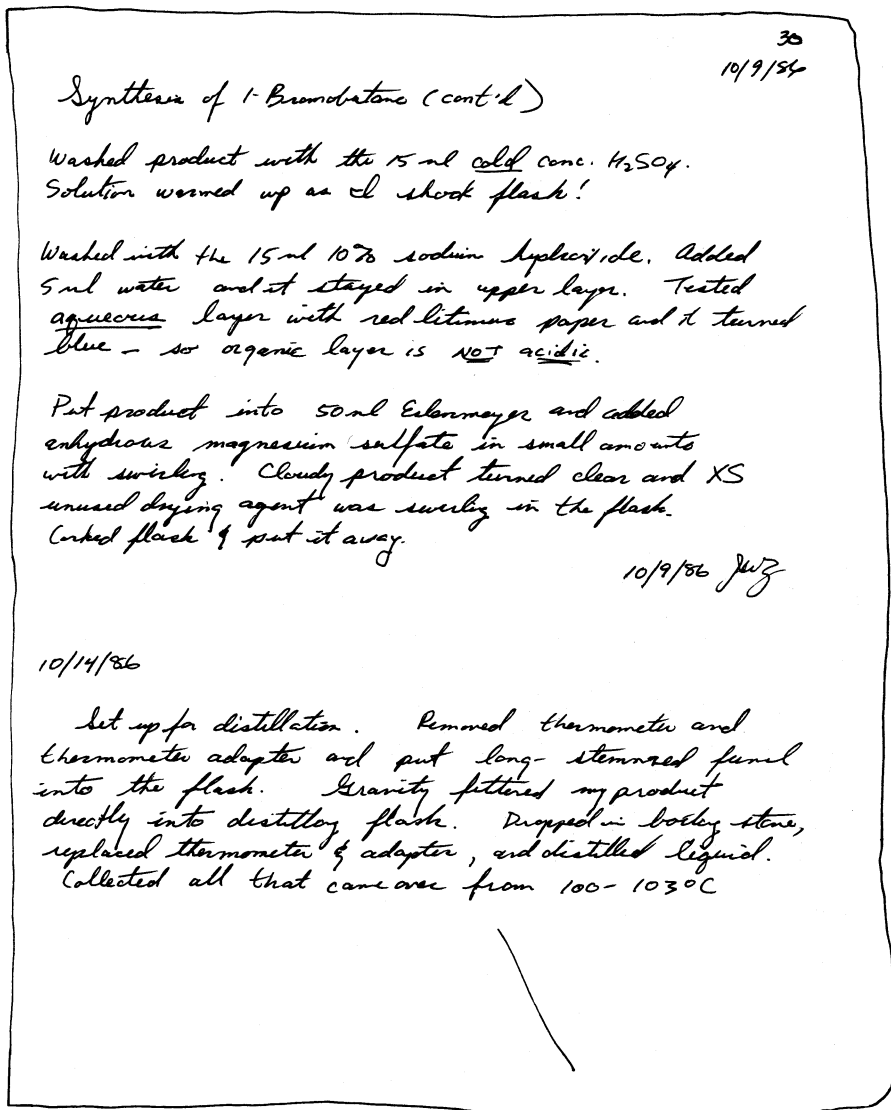 30
10/9/86
Synthesis of 1-Bromobutane (cont'd)
Washed product with the 15 ml cold conc. H2SO4.
Solution warmed up as I shook flask!
Washed with the 15 ml 10% sodium hydroxide. Added
5 ml water and it stayed in upper layer. Tested
aqueous layer with red litmus paper and it turned
blue – so organic layer is NOT acidic.
Put product into 50 ml Erlenmeyer and added
anhydrous magnesium sulfate in small amounts
with swirling. Cloudy product turned clear and XS
unused drying agent was swirling in the flask.
Corked flask & put it away.
10/9/86 JWZ
10/14/86
Set up for distillation. Removed thermometer and
thermometer adapter and put long-stemmed funnel
into the flask. Gravity filtered my product
directly into distilling flask. Dropped in boiling stone,
replaced thermometer & adapter, and distilled liquid.
Collected all that came over from 100-103°C